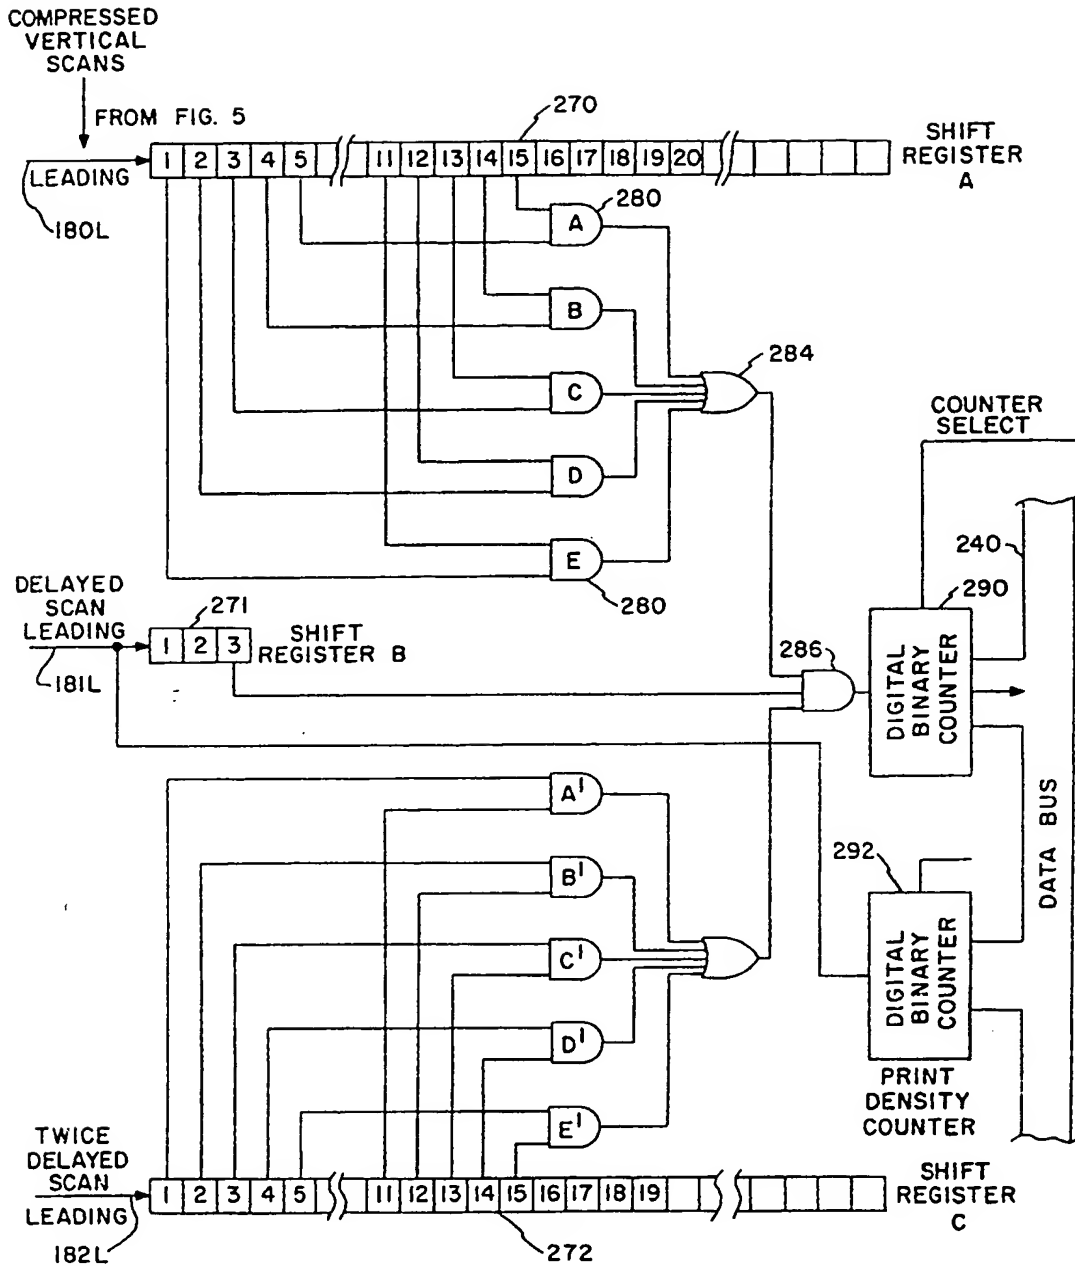 COMPRESSED
VERTICAL
SCANS
FROM FIG. 5
270
LEADING
1 2 3 4 5 11 12 13 14 15 16 17 18 19 20
SHIFT
REGISTER
A
180L
280
A
B
C
D
E
280
284
COUNTER
SELECT
240
290
DELAYED
SCAN
LEADING
271
1 2 3
SHIFT
REGISTER B
181L
286
DIGITAL
BINARY
COUNTER
A'
B'
C'
D'
E'
292
DIGITAL
BINARY
COUNTER
DATA BUS
PRINT
DENSITY
COUNTER
TWICE
DELAYED
SCAN
LEADING
1 2 3 4 5 11 12 13 14 15 16 17 18 19
SHIFT
REGISTER
C
182L
272